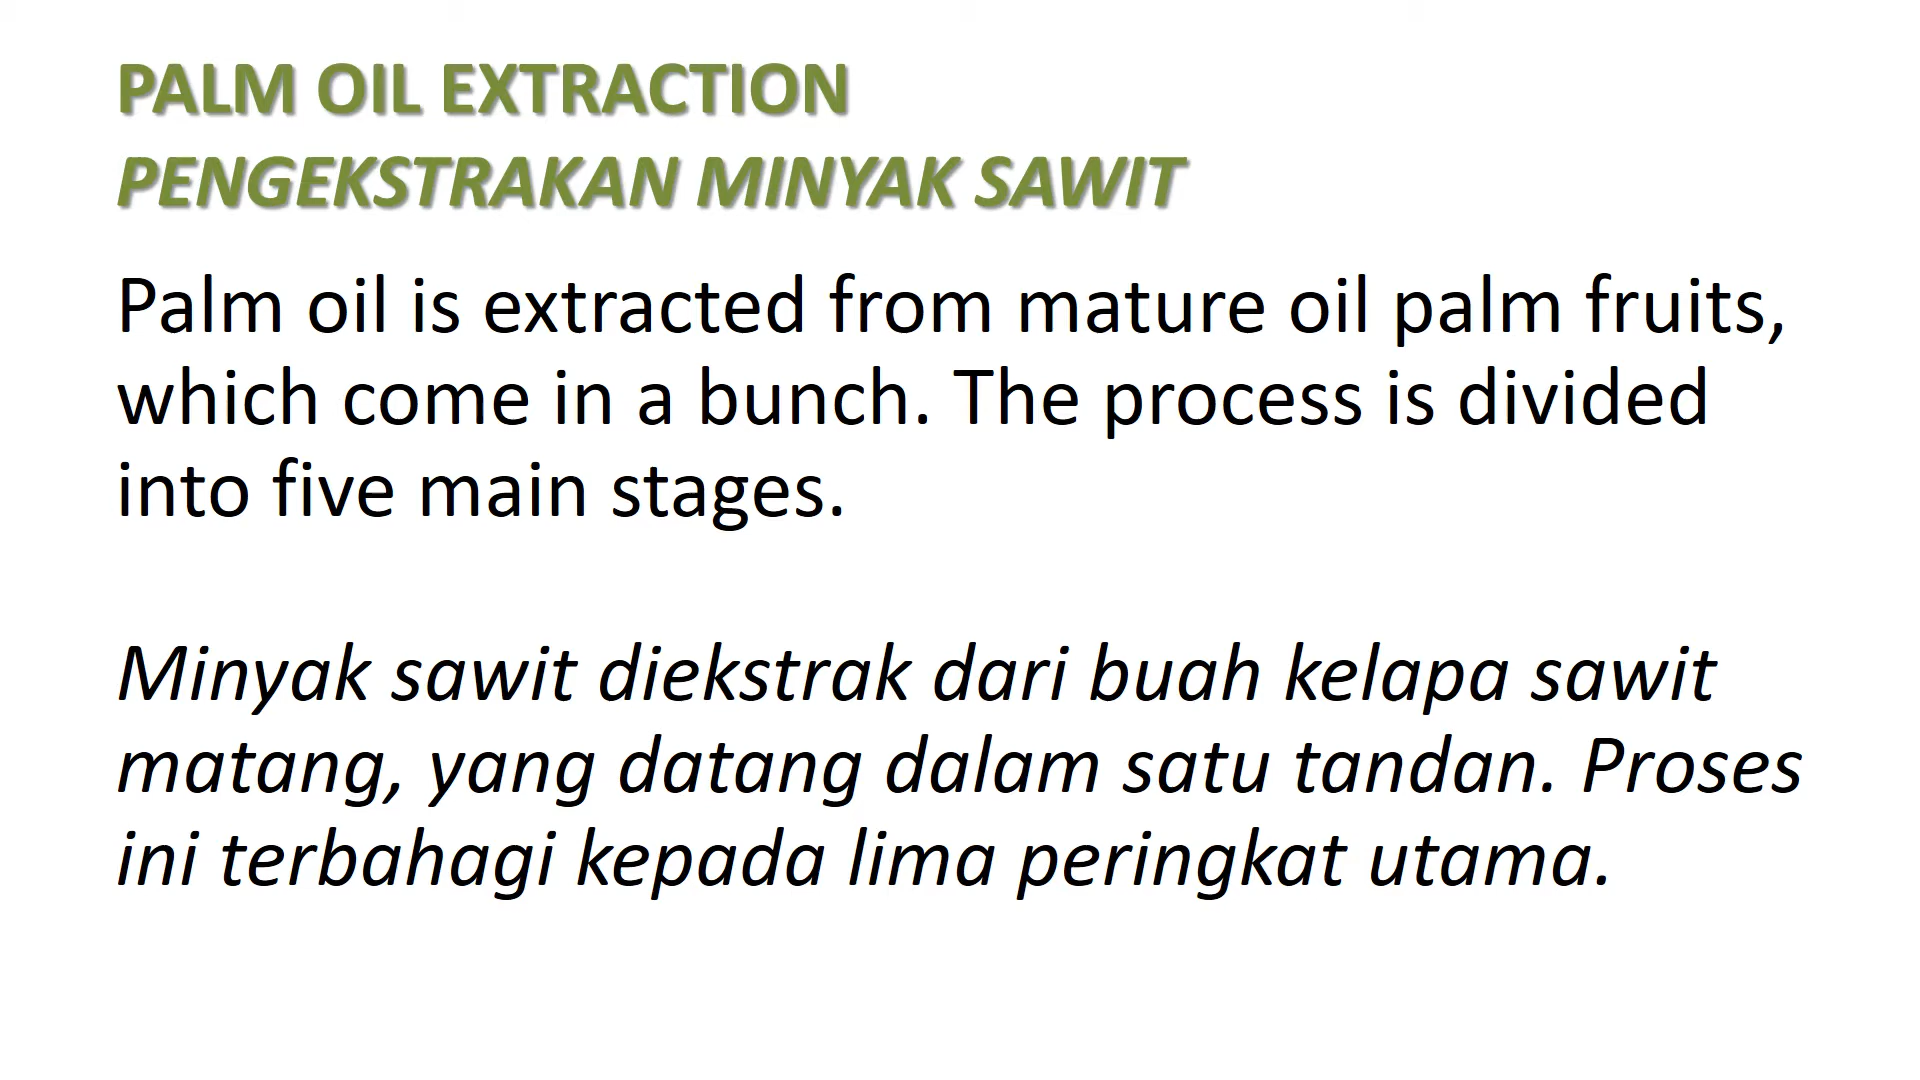 PALM OIL EXTRACTION
PENGEKSTRAKAN MINYAK SAWIT
Palm oil is extracted from mature oil palm fruits,
which come in a bunch. The process is divided
into five main stages.
Minyak sawit diekstrak dari buah kelapa sawit
matang, yang datang dalam satu tandan. Proses
ini terbahagi kepada lima peringkat utama.